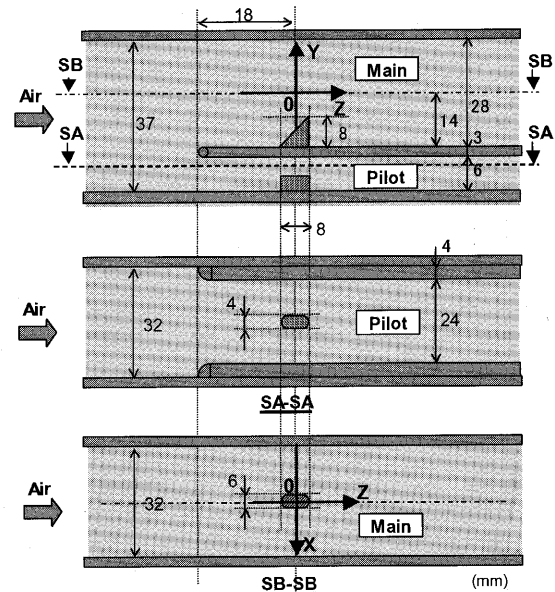 18
SB
Y
Main
SB
Air
0
Z
28
37
14
SA
8
3
SA
Pilot
6
8
4
4
Air
32
Pilot
24
SA-SA
Air
6
0
Z
32
Main
X
SB-SB
(mm)